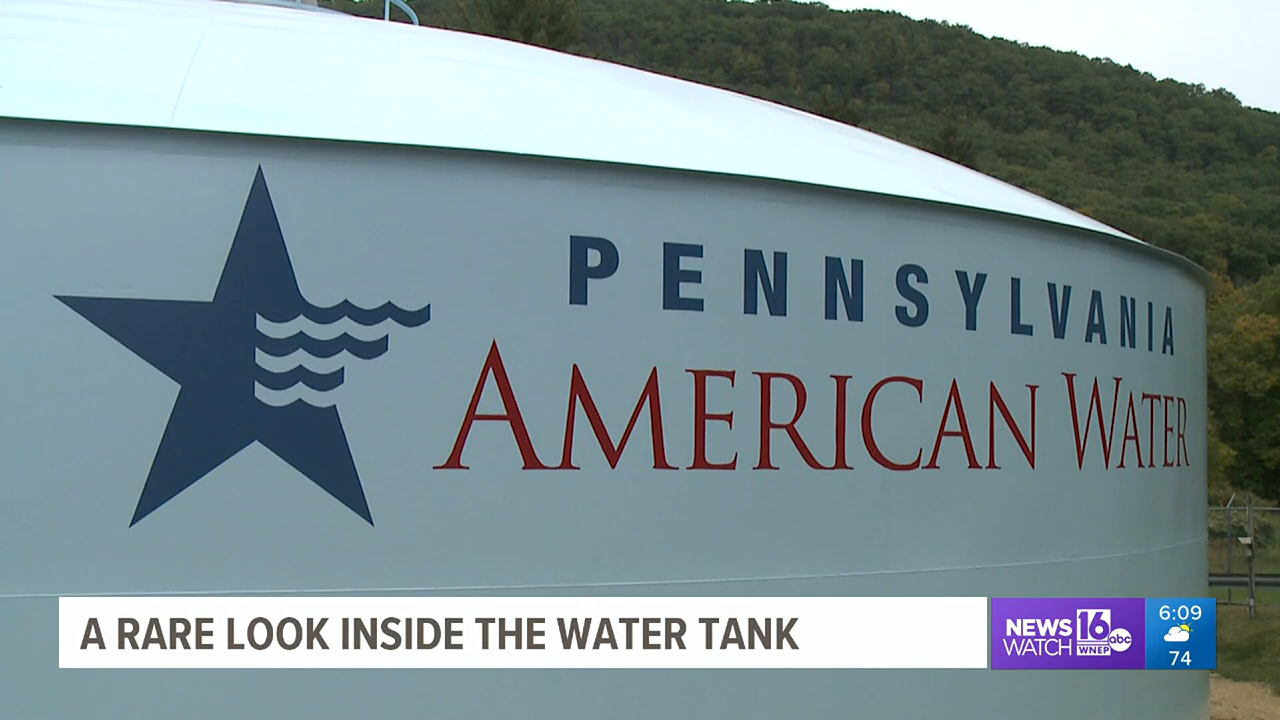 PENNSYLVANIA
AMERICAN WATER
A RARE LOOK INSIDE THE WATER TANK
NEWS 16
WATCH WNEP abc
6:09
74